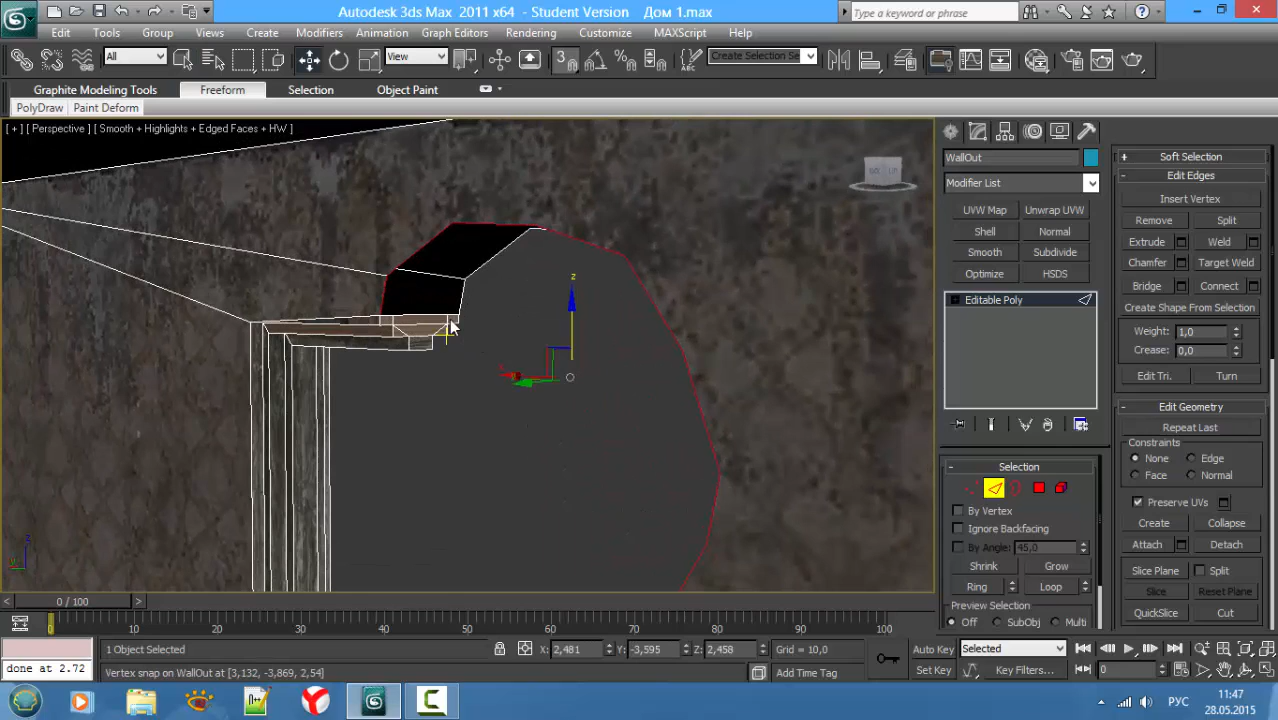 Autodesk 3ds Max 2011 x64 - Student Version Дом 1.max
Type a keyword or phrase
Edit Tools Group Views Create Modifiers Animation Graph Editors Rendering Customize MAXScript Help
All View 3 Create Selection Se
Graphite Modeling Tools Freeform Selection Object Paint
PolyDraw Paint Deform
[ + ] [ Perspective ] [ Smooth + Highlights + Edged Faces + HW ]
WallOut
Modifier List
UVW Map Unwrap UVW
Shell Normal
Smooth Subdivide
Optimize HSDS
Editable Poly
Selection
By Vertex
Ignore Backfacing
By Angle: 45,0
Shrink Grow
Ring Loop
Preview Selection
Off SubObj Multi
Soft Selection
Edit Edges
Insert Vertex
Remove Split
Extrude Weld
Chamfer Target Weld
Bridge Connect
Create Shape From Selection
Weight: 1,0
Crease: 0,0
Edit Tri. Turn
Edit Geometry
Repeat Last
Constraints
None Edge
Face Normal
Preserve UVs
Create Collapse
Attach Detach
Slice Plane Split
Slice Reset Plane
QuickSlice Cut
z
x
z
0 / 100
0 10 20 30 40 50 60 70 80 90 100
done at 2.72
1 Object Selected X: 2,481 Y: -3,595 Z: 2,458 Grid = 10,0
Vertex snap on WallOut at [3,132, -3,869, 2,54] Add Time Tag
Auto Key Selected
Set Key Key Filters... 0
РУС
11:47
28.05.2015